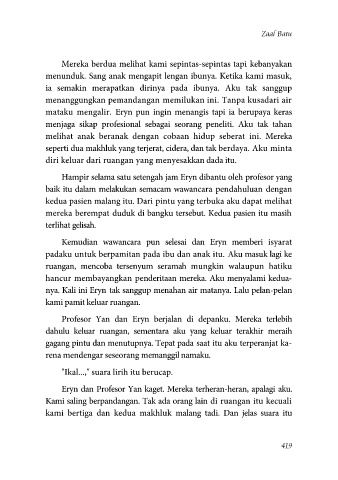 Zaal Batu
Mereka berdua melihat kami sepintas-sepintas tapi kebanyakan
menunduk. Sang anak mengapit lengan ibunya. Ketika kami masuk,
ia semakin merapatkan dirinya pada ibunya. Aku tak sanggup
menanggungkan pemandangan memilukan ini. Tanpa kusadari air
mataku mengalir. Eryn pun ingin menangis tapi ia berupaya keras
menjaga sikap profesional sebagai seorang peneliti. Aku tak tahan
melihat anak beranak dengan cobaan hidup seberat ini. Mereka
seperti dua makhluk yang terjerat, cidera, dan tak berdaya. Aku minta
diri keluar dari ruangan yang menyesakkan dada itu.
Hampir selama satu setengah jam Eryn dibantu oleh profesor yang
baik itu dalam melakukan semacam wawancara pendahuluan dengan
kedua pasien malang itu. Dari pintu yang terbuka aku dapat melihat
mereka berempat duduk di bangku tersebut. Kedua pasien itu masih
terlihat gelisah.
Kemudian wawancara pun selesai dan Eryn memberi isyarat
padaku untuk berpamitan pada ibu dan anak itu. Aku masuk lagi ke
ruangan, mencoba tersenyum seramah mungkin walaupun hatiku
hancur membayangkan penderitaan mereka. Aku menyalami kedua-
nya. Kali ini Eryn tak sanggup menahan air matanya. Lalu pelan-pelan
kami pamit keluar ruangan.
Profesor Yan dan Eryn berjalan di depanku. Mereka terlebih
dahulu keluar ruangan, sementara aku yang keluar terakhir meraih
gagang pintu dan menutupnya. Tepat pada saat itu aku terperanjat ka-
rena mendengar seseorang memanggil namaku.
"Ikal...," suara lirih itu berucap.
Eryn dan Profesor Yan kaget. Mereka terheran-heran, apalagi aku.
Kami saling berpandangan. Tak ada orang lain di ruangan itu kecuali
kami bertiga dan kedua makhluk malang tadi. Dan jelas suara itu
419